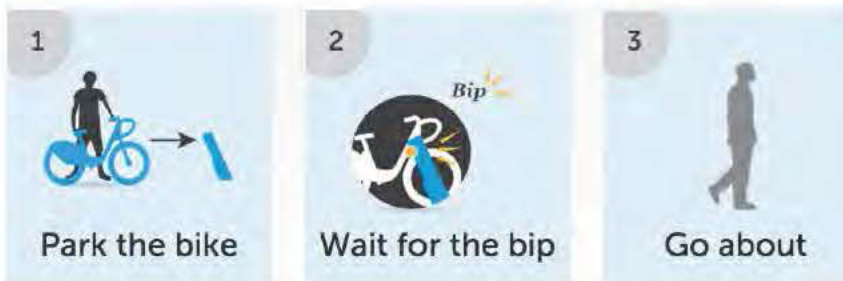 1
Park the bike
2
Bip
Wait for the bip
3
Go about